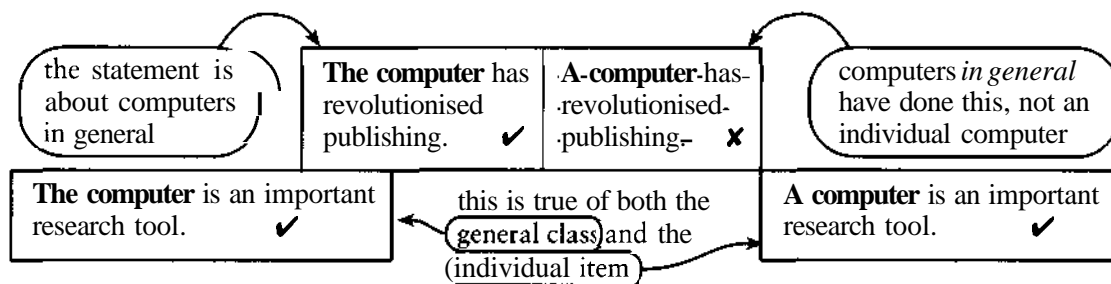 the statement is
about computers
in general
The computer has
revolutionised
publishing. ✔
A computer has
revolutionised
publishing. ✘
computers in general
have done this, not an
individual computer
The computer is an important
research tool. ✔
this is true of both the
general class and the
individual item
A computer is an important
research tool. ✔